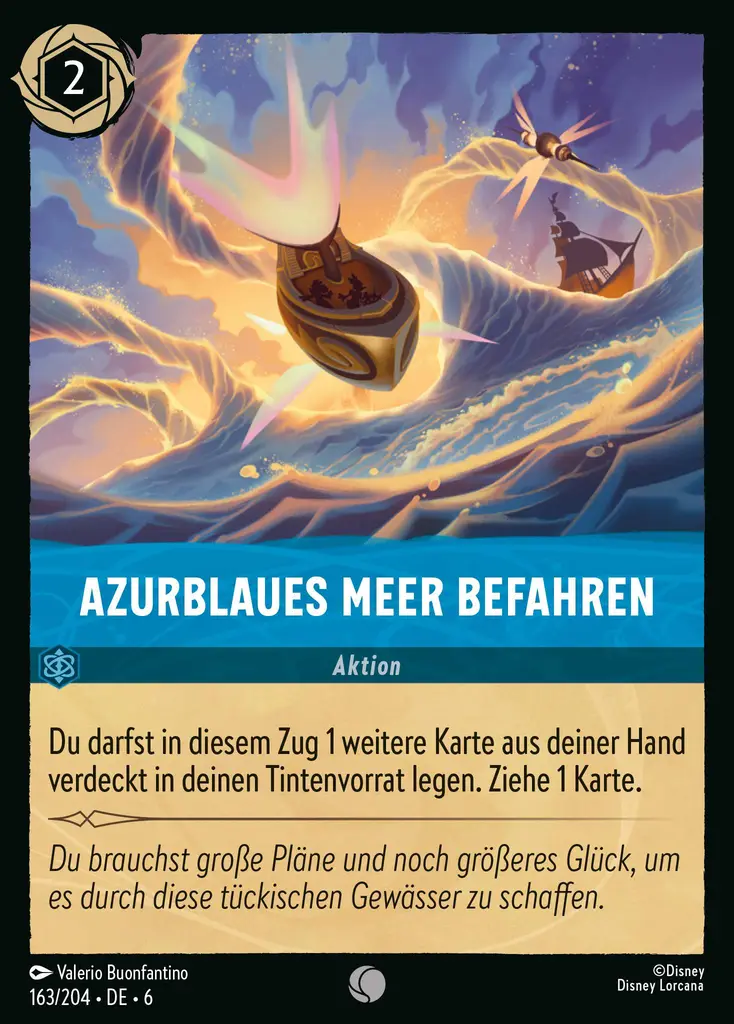 2
AZURBLAUES MEER BEFAHREN
Aktion
Du darfst in diesem Zug 1 weitere Karte aus deiner Hand
verdeckt in deinen Tintenvorrat legen. Ziehe 1 Karte.
Du brauchst große Pläne und noch größeres Glück, um
es durch diese tückischen Gewässer zu schaffen.
Valerio Buonfantino
163/204 • DE • 6
©Disney
Disney Lorcana